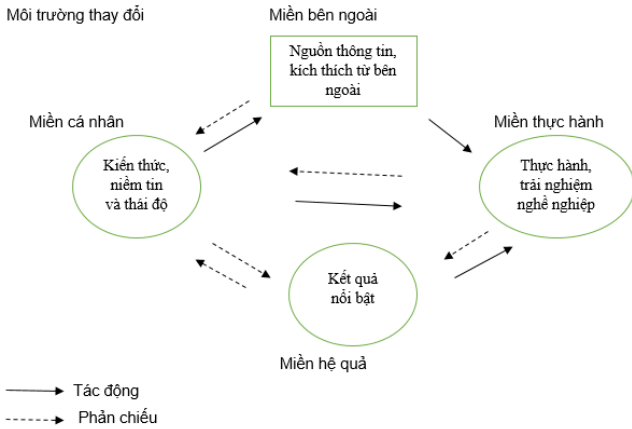 Môi trường thay đổi
Miền bên ngoài
Nguồn thông tin,
kích thích từ bên
ngoài
Miền cá nhân
Miền thực hành
Kiến thức,
niềm tin
và thái độ
Thực hành,
trải nghiệm
nghề nghiệp
Kết quả
nổi bật
Miền hệ quả
Tác động
Phản chiếu